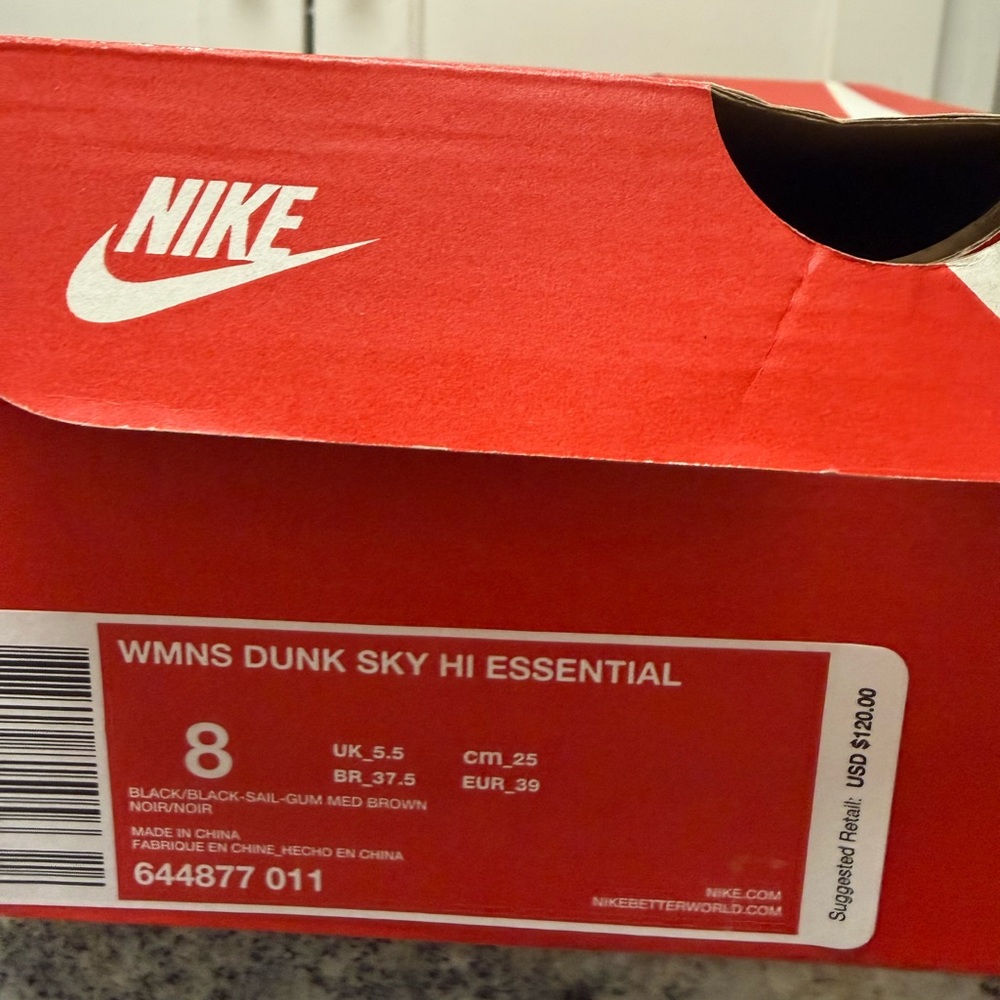 NIKE
WMNS DUNK SKY HI ESSENTIAL
8
UK_5.5 cm_25
BR_37.5 EUR_39
BLACK/BLACK-SAIL-GUM MED BROWN
NOIR/NOIR
MADE IN CHINA
FABRIQUE EN CHINE_HECHO EN CHINA
644877 011
NIKE.COM
NIKEBETTERWORLD.COM
Suggested Retail: USD $120.00